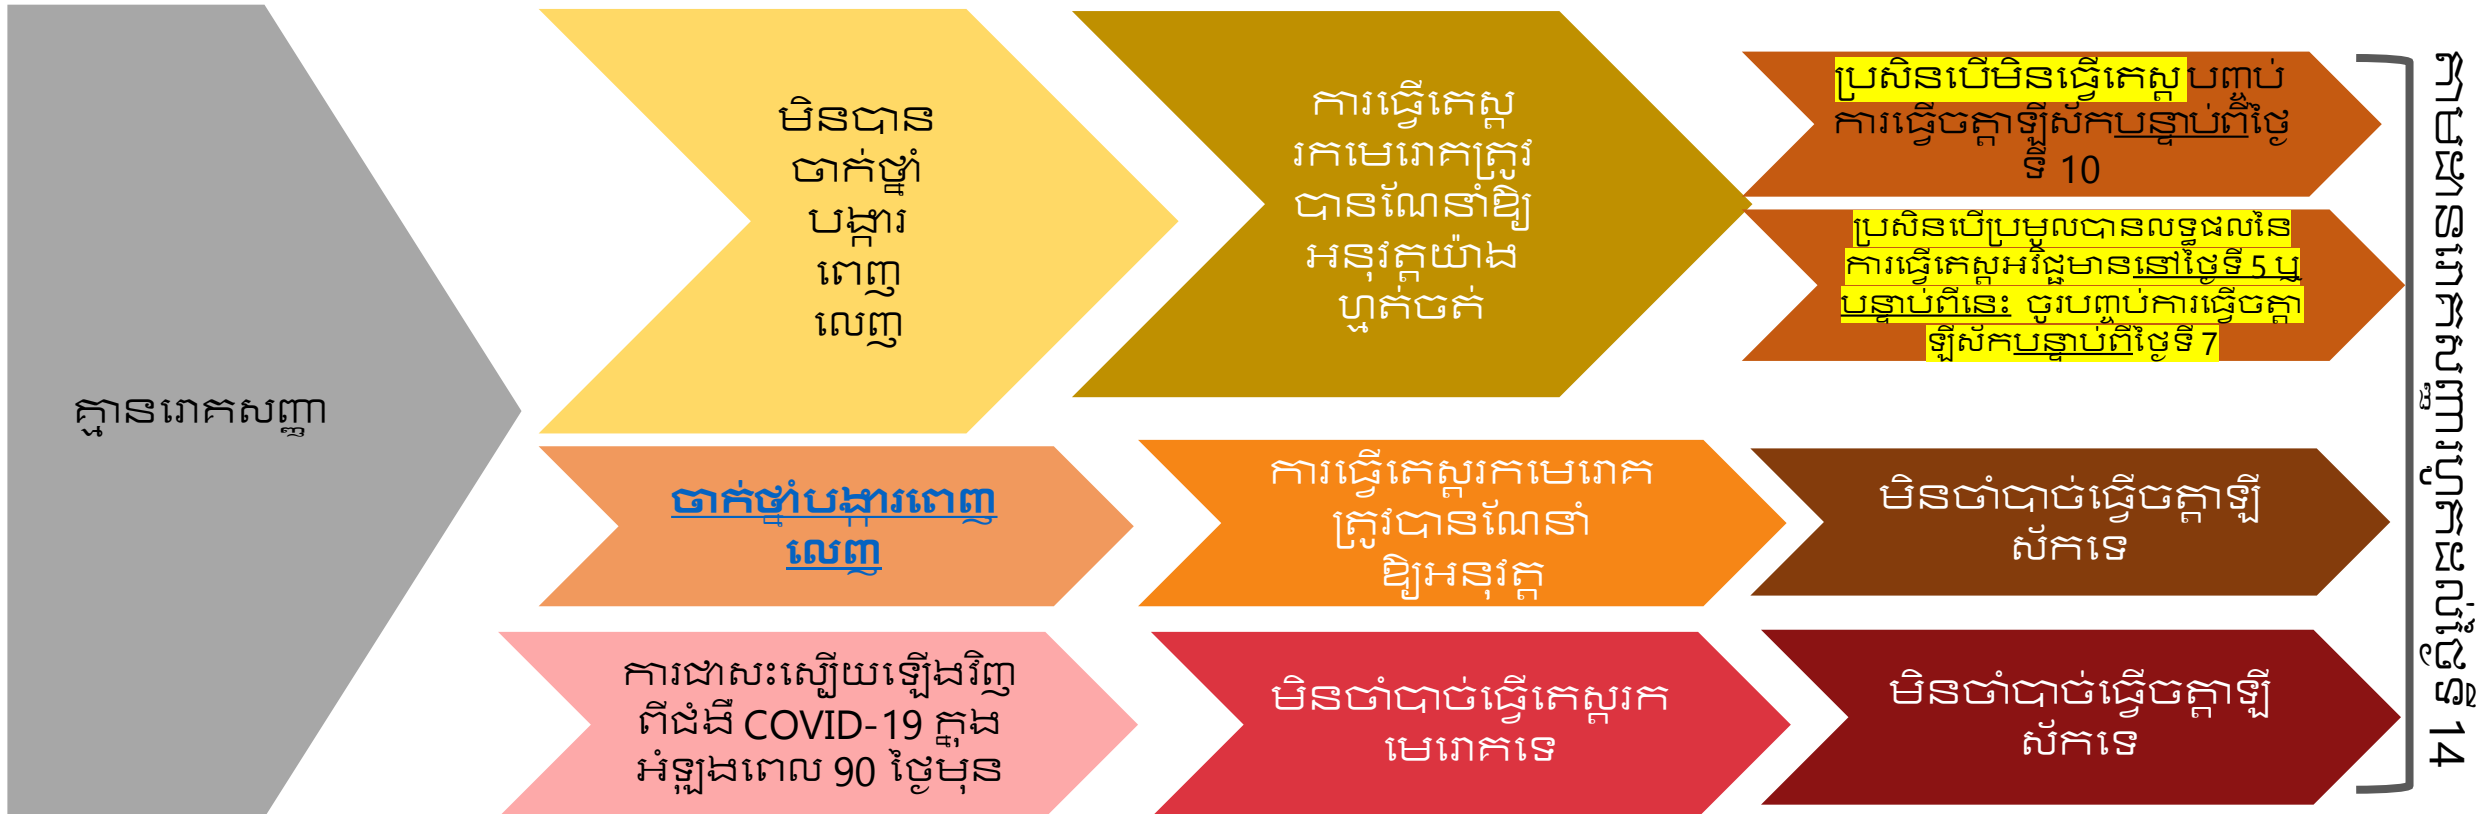 គ្មានរោគសញ្ញា
មិនបាន
ចាក់ថ្នាំ
បង្ការ
ពេញ
លេញ
ការធ្វើតេស្ត
រកមេរោគត្រូវ
បានណែនាំឱ្យ
អនុវត្តយ៉ាង
ហ្មត់ចត់
ប្រសិនបើមិនធ្វើតេស្ត បញ្ចប់
ការធ្វើចត្តាឡីស័កបន្ទាប់ពីថ្ងៃ
ទី 10
ប្រសិនបើប្រមូលបានលទ្ធផលនៃ
ការធ្វើតេស្តអវិជ្ជមាននៅថ្ងៃទី 5 ឬ
បន្ទាប់ពីនេះ ចូរបញ្ចប់ការធ្វើចត្តា
ឡីស័កបន្ទាប់ពីថ្ងៃទី 7
ចាក់ថ្នាំបង្ការពេញ
លេញ
ការធ្វើតេស្តរកមេរោគ
ត្រូវបានណែនាំ
ឱ្យអនុវត្ត
មិនចាំបាច់ធ្វើចត្តាឡី
ស័កទេ
ការជាសះស្បើយឡើងវិញ
ពីជំងឺ COVID-19 ក្នុង
អំឡុងពេល 90 ថ្ងៃមុន
មិនចាំបាច់ធ្វើតេស្តរក
មេរោគទេ
មិនចាំបាច់ធ្វើចត្តាឡី
ស័កទេ
តាមដានរោគសញ្ញារហូតដល់ថ្ងៃទី 14